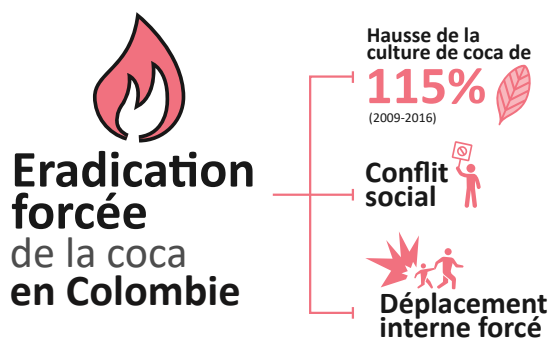 Eradication
forcée
de la coca
en Colombie
Hausse de la
culture de coca de
115%
(2009-2016)
Conflit
social
Déplacement
interne forcé